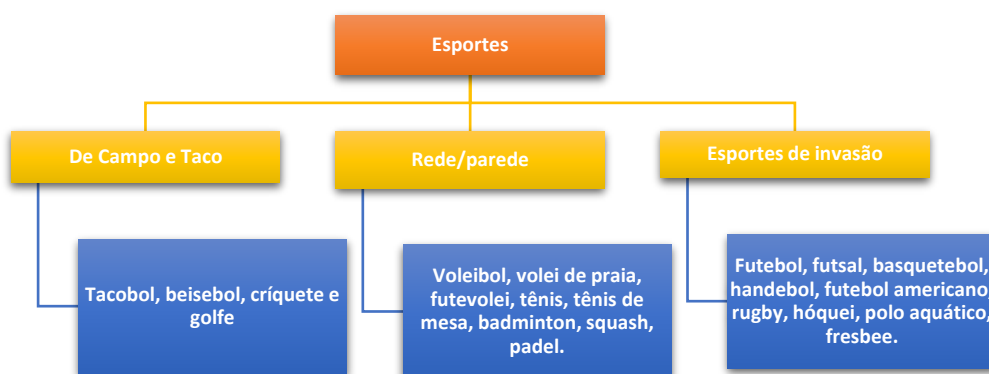 Esportes
De Campo e Taco
Rede/parede
Esportes de invasão
Tacobol, beisebol, críquete e
golfe
Voleibol, volei de praia,
futevolei, tênis, tênis de
mesa, badminton, squash,
padel.
Futebol, futsal, basquetebol,
handebol, futebol americano,
rugby, hóquei, polo aquático,
fresbee.